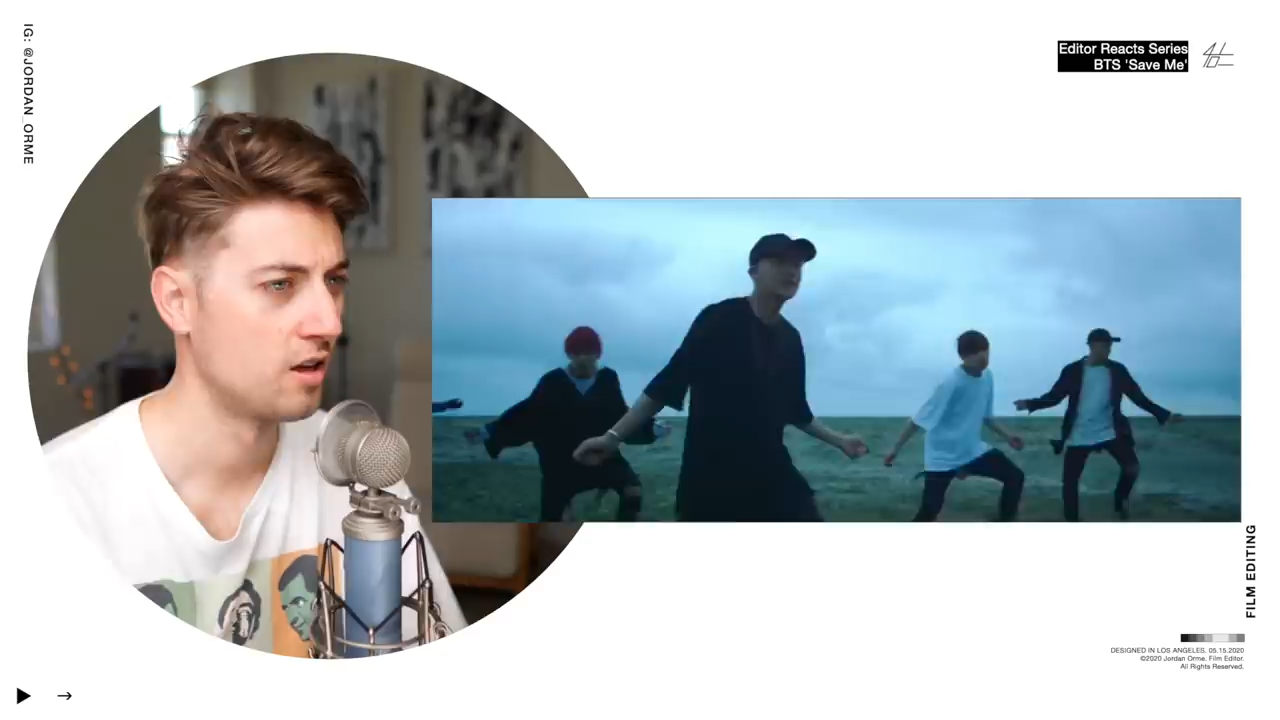 IG: @JORDAN_ORME
Editor Reacts Series
BTS 'Save Me'
FILM EDITING
DESIGNED IN LOS ANGELES. 05.15.2020
©2020 Jordan Orme. Film Editor.
All Rights Reserved.